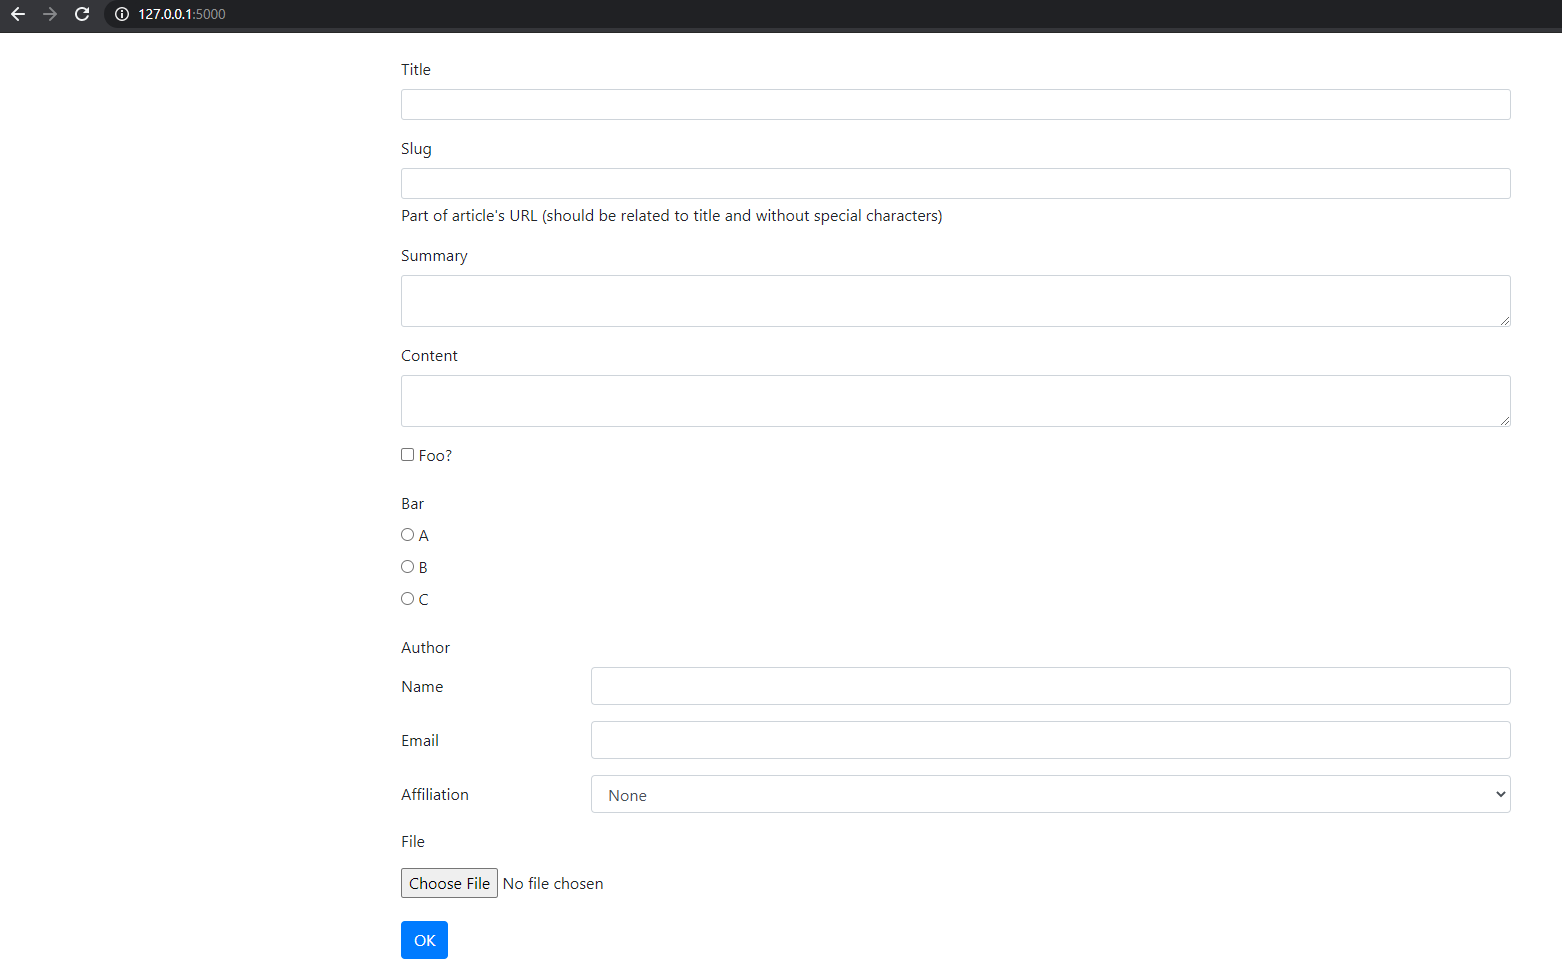 127.0.0.1:5000
Title
Slug
Part of article's URL (should be related to title and without special characters)
Summary
Content
Foo?
Bar
A
B
C
Author
Name
Email
Affiliation None
File
Choose File No file chosen
OK